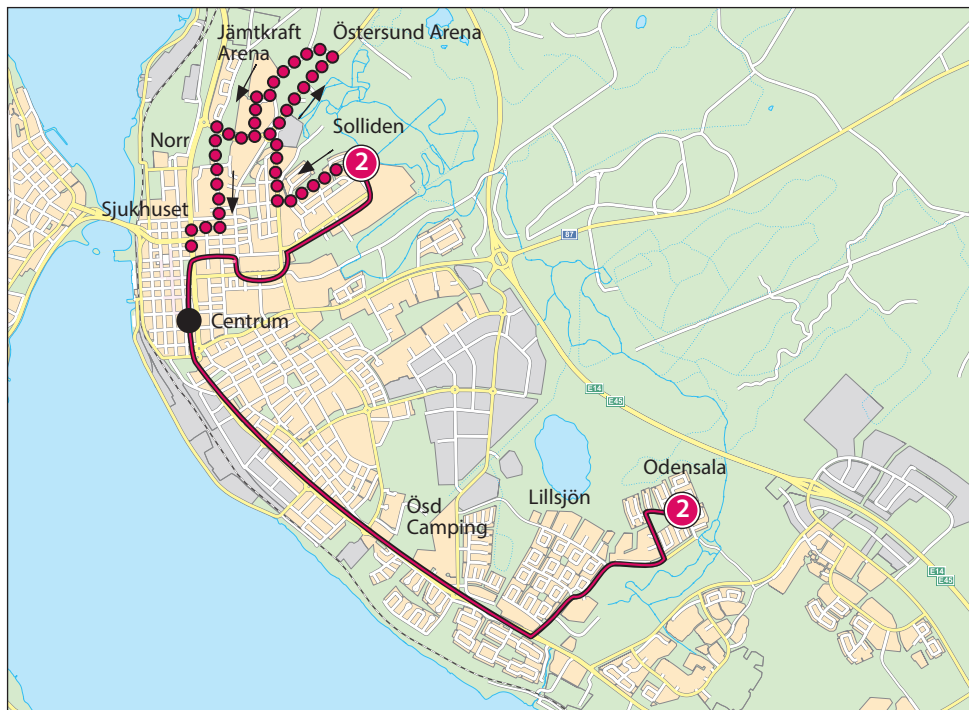 Jämtkraft
Arena
Östersund Arena
Norr
Solliden
2
Sjukhuset
87
Centrum
E14
E45
Odensala
Lillsjön
Ösd
Camping
2
E14
E45